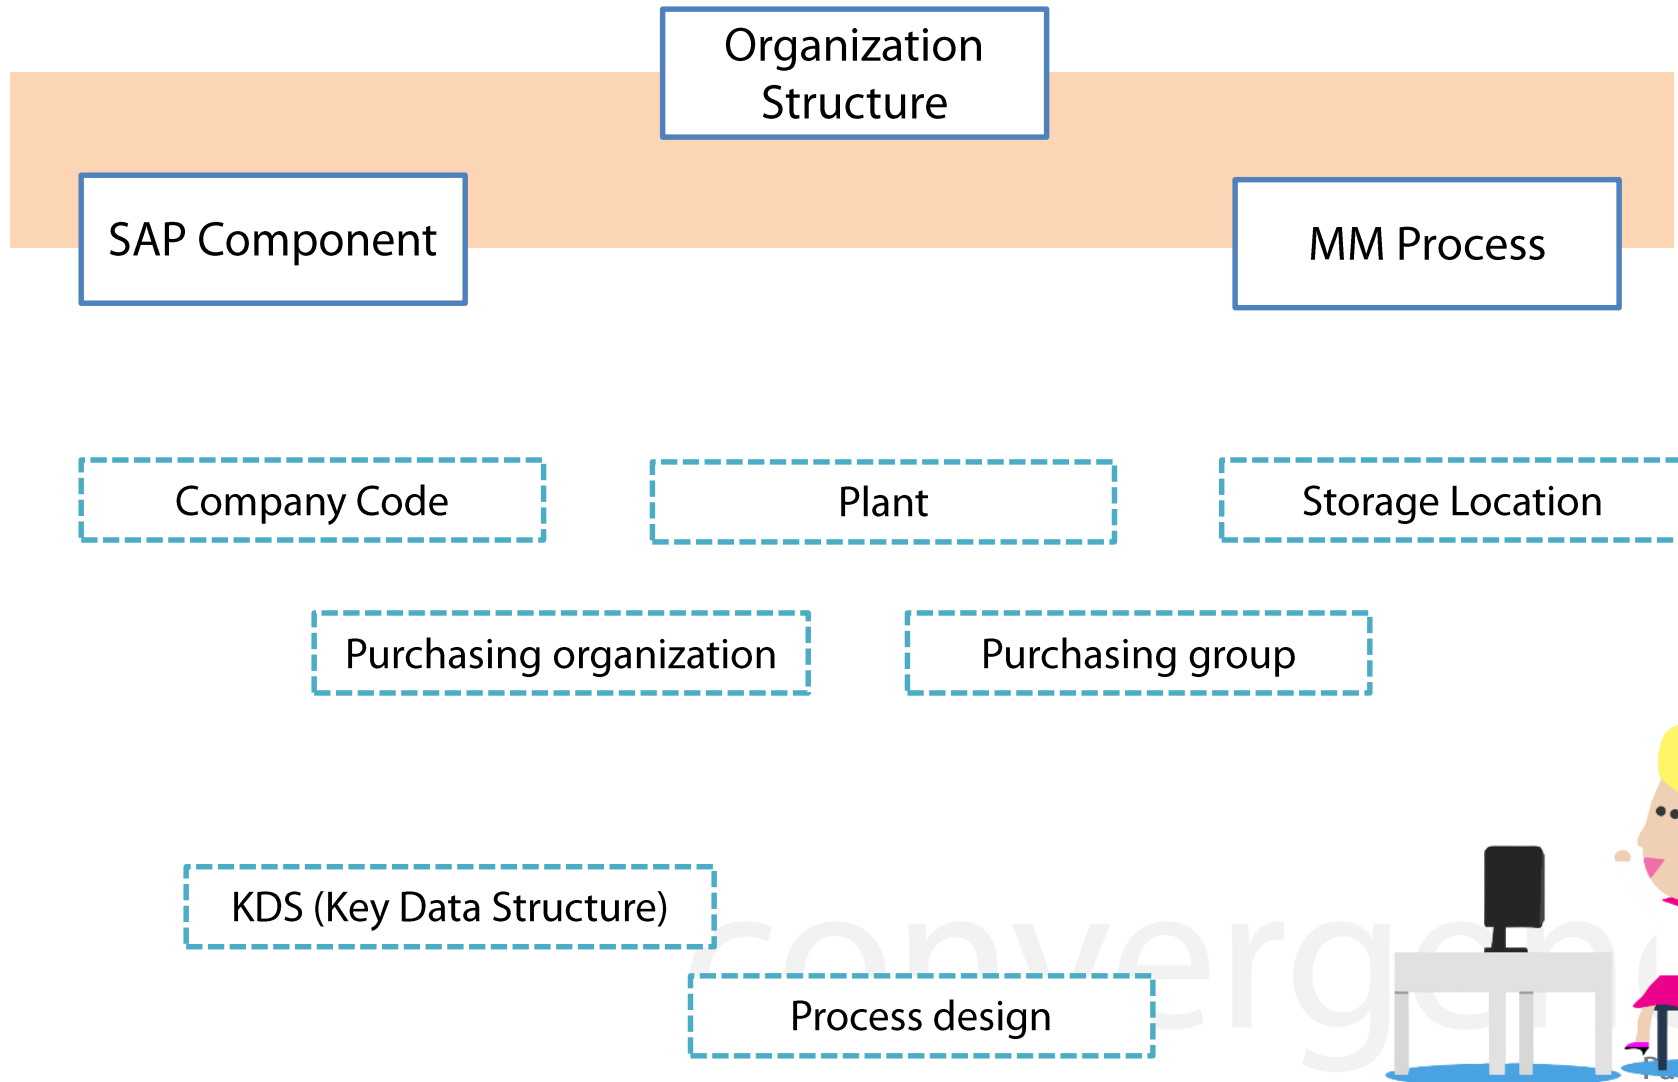 Organization
Structure
SAP Component
MM Process
Company Code
Plant
Storage Location
Purchasing organization
Purchasing group
KDS (Key Data Structure)
Process design